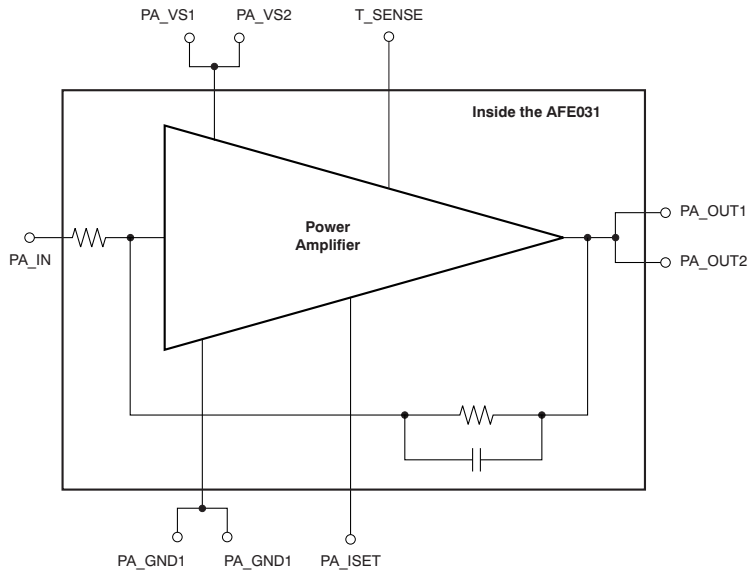 PA_VS1
PA_VS2
T_SENSE
Inside the AFE031
Power
Amplifier
PA_IN
PA_OUT1
PA_OUT2
PA_GND1
PA_GND1
PA_ISET